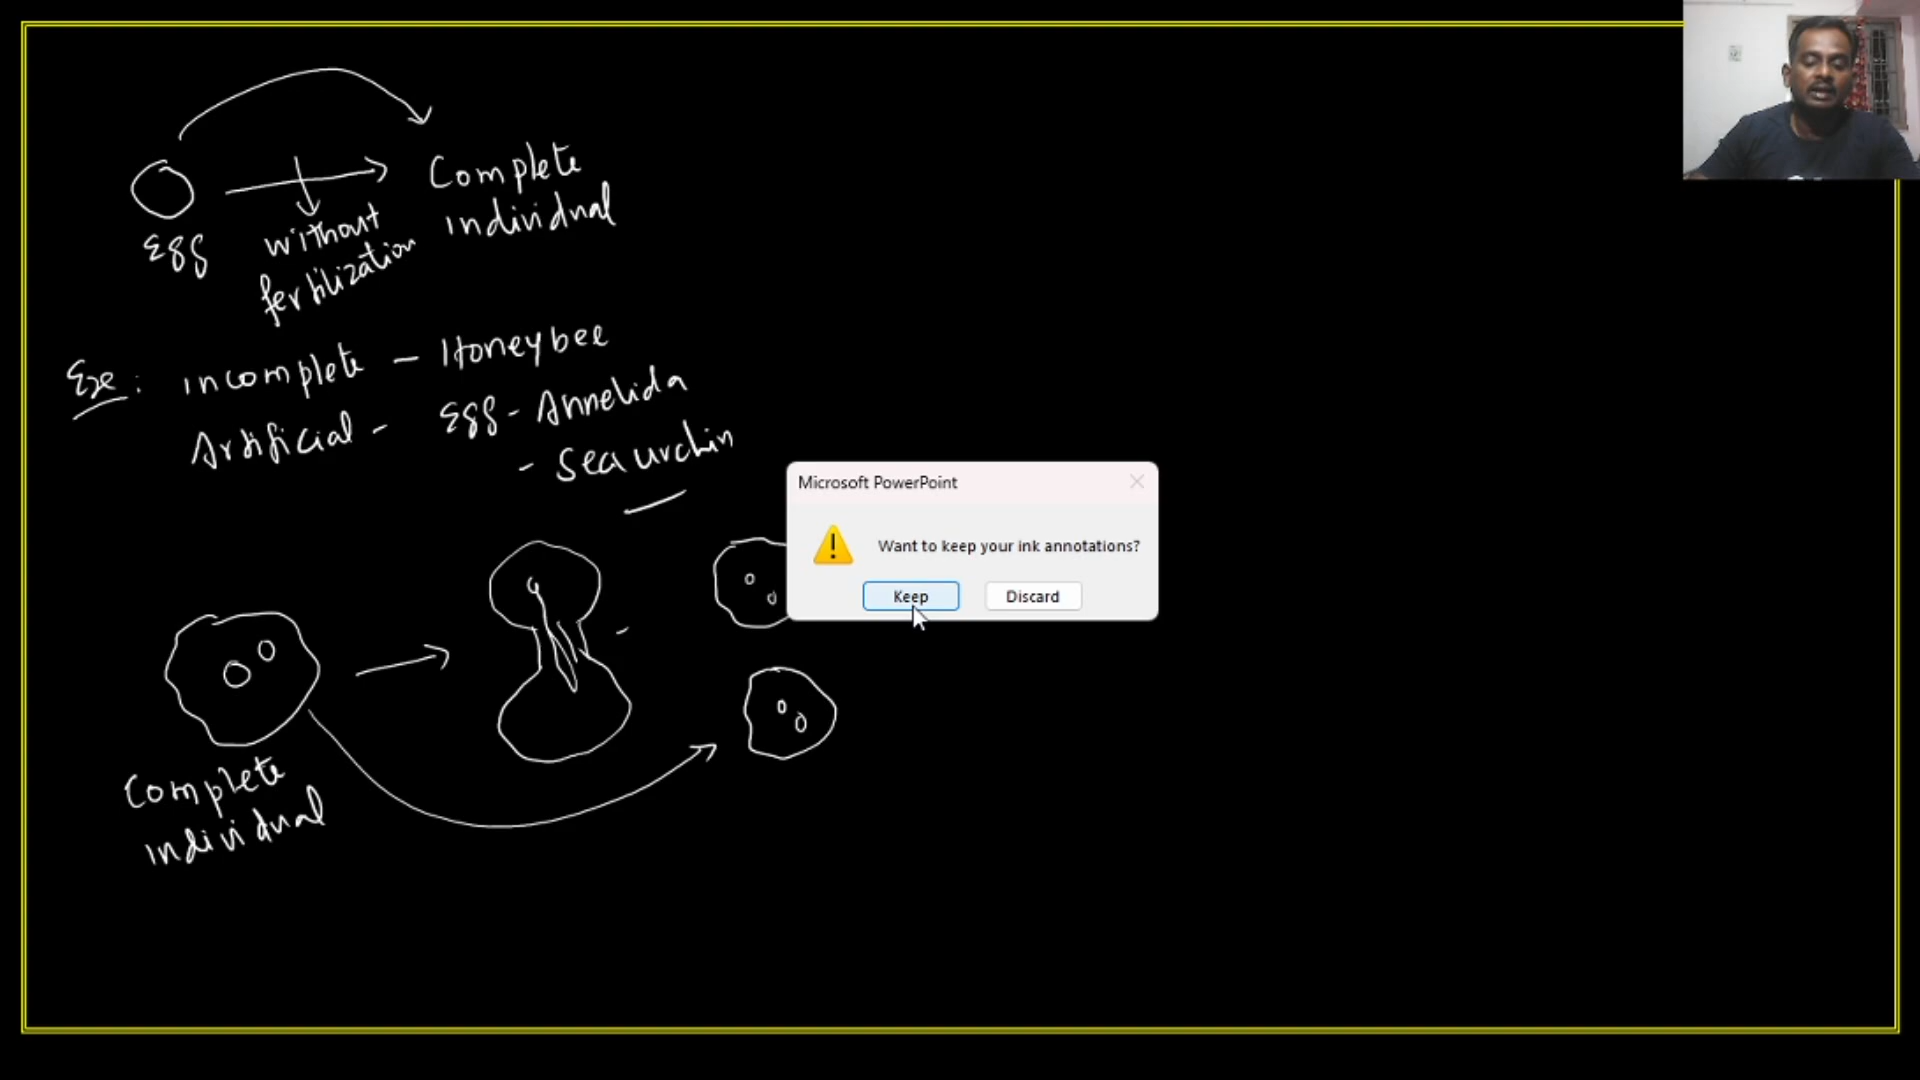 Egg
without
fertilization
Complete
individual
Exe: incomplete - Honeybee
Artificial - Egg - Annelida
- Sea urchin
Microsoft PowerPoint
Want to keep your ink annotations?
Keep
Discard
Complete
individual